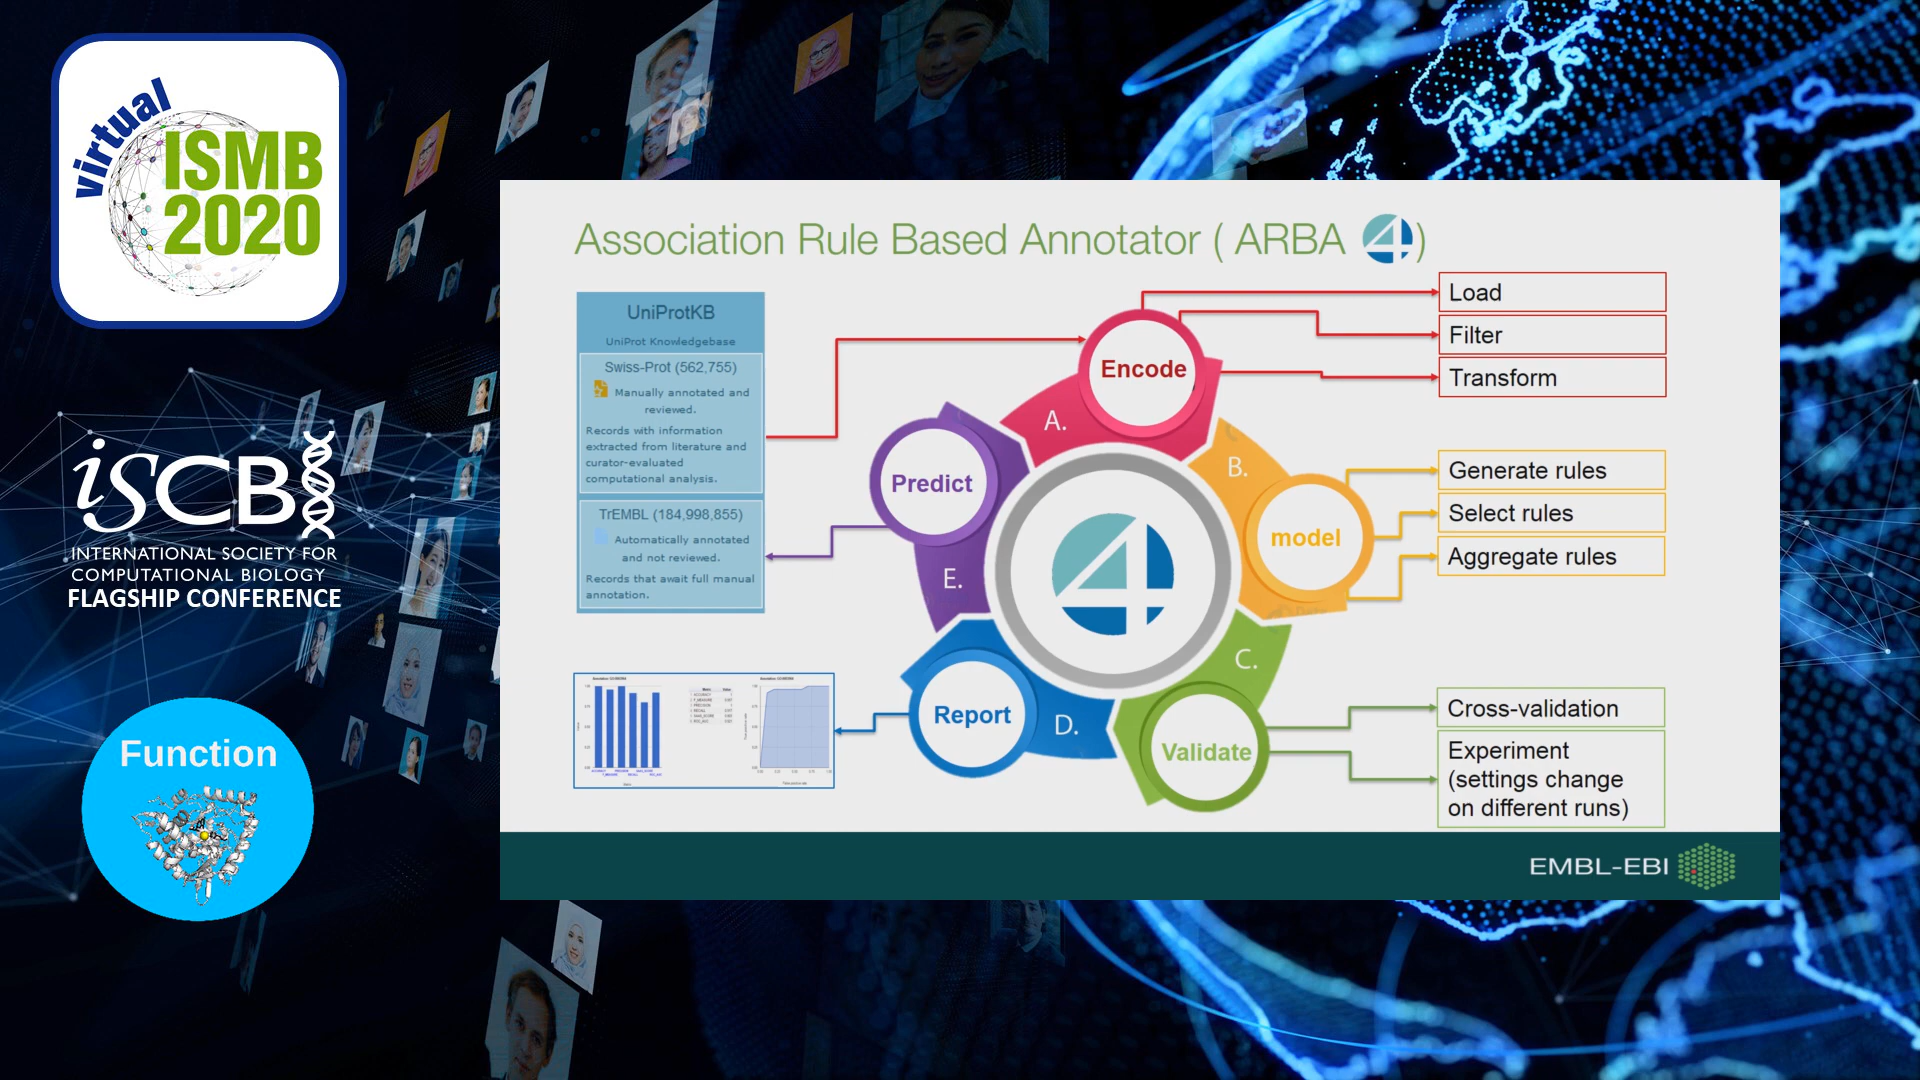 virtual
ISMB
2020
iSCB
INTERNATIONAL SOCIETY FOR
COMPUTATIONAL BIOLOGY
FLAGSHIP CONFERENCE
Function
Association Rule Based Annotator ( ARBA )
UniProtKB
UniProt Knowledgebase
Swiss-Prot (562,755)
Manually annotated and
reviewed.
Records with information
extracted from literature and
curator-evaluated
computational analysis.
TrEMBL (184,998,855)
Automatically annotated
and not reviewed.
Records that await full manual
annotation.
A.
Encode
Load
Filter
Transform
B.
model
Generate rules
Select rules
Aggregate rules
C.
Validate
Cross-validation
Experiment
(settings change
on different runs)
D.
Report
E.
Predict
EMBL-EBI